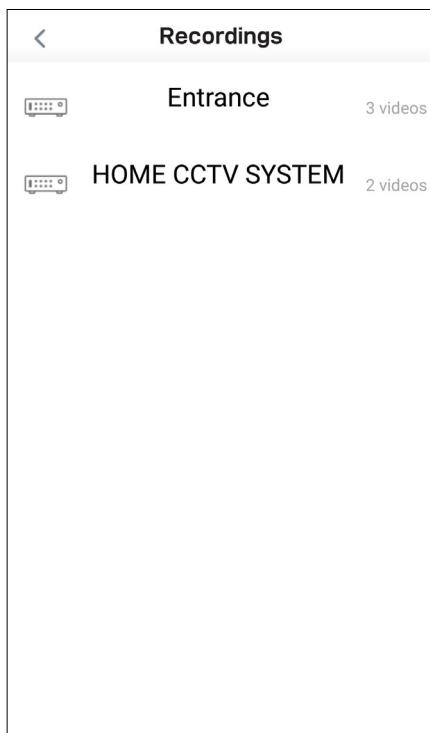 Recordings
Entrance
3 videos
HOME CCTV SYSTEM
2 videos